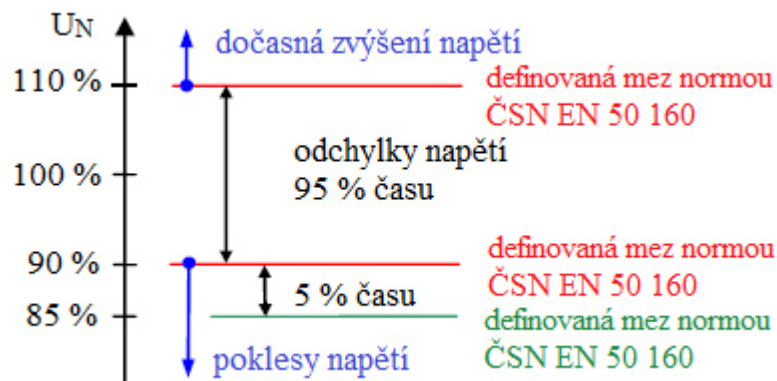 UN
dočasná zvýšení napětí
110 %
definovaná mez normou
ČSN EN 50 160
odchylky napětí
95 % času
100 %
90 %
definovaná mez normou
ČSN EN 50 160
5 % času
85 %
definovaná mez normou
ČSN EN 50 160
poklesy napětí